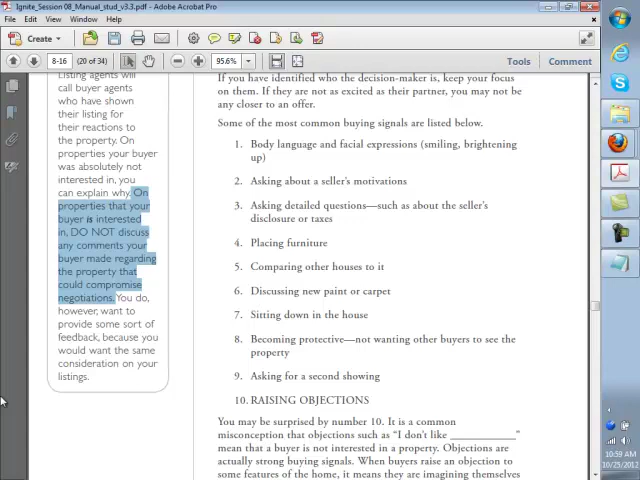 Ignite_Session 08_Manual_stud_v3.3.pdf - Adobe Acrobat Pro
File Edit View Window Help
Create
8-16 (20 of 34) 95.6% Tools Comment
Listing agents will
call buyer agents
who have shown
their listing for
their reactions to
the property. On
properties your buyer
was absolutely not
interested in, you
can explain why. On
properties that your
buyer is interested
in, DO NOT discuss
any comments your
buyer made regarding
the property that
could compromise
negotiations. You do,
however, want to
provide some sort of
feedback, because you
would want the same
consideration on your
listings.
If you have identified who the decision-maker is, keep your focus
on them. If they are not as excited as their partner, you may not be
any closer to an offer.
Some of the most common buying signals are listed below.
1. Body language and facial expressions (smiling, brightening
up)
2. Asking about a seller's motivations
3. Asking detailed questions—such as about the seller's
disclosure or taxes
4. Placing furniture
5. Comparing other houses to it
6. Discussing new paint or carpet
7. Sitting down in the house
8. Becoming protective—not wanting other buyers to see the
property
9. Asking for a second showing
10. RAISING OBJECTIONS
You may be surprised by number 10. It is a common
misconception that objections such as “I don't like ____________”
mean that a buyer is not interested in a property. Objections are
actually strong buying signals. When buyers raise an objection to
some features of the home, it means they are imagining themselves
10:59 AM
10/25/2012